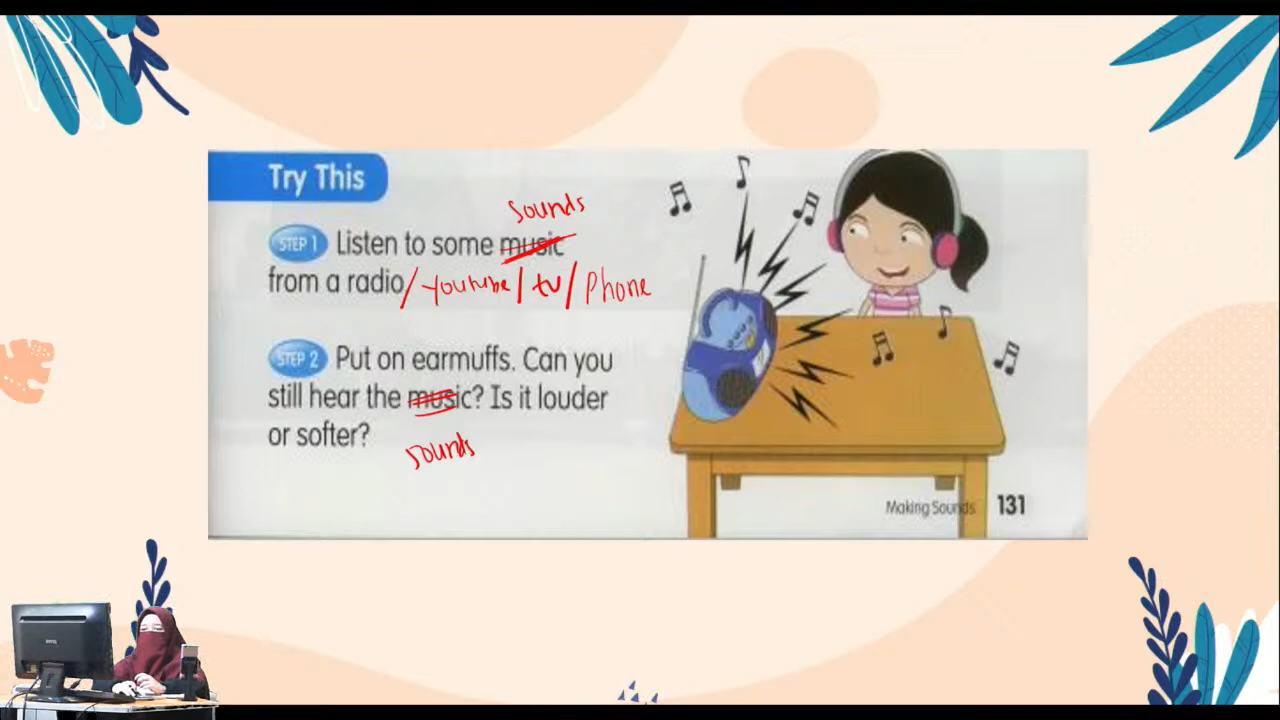 Try This
sounds
STEP 1 Listen to some music
from a radio / youtube / tv / Phone
STEP 2 Put on earmuffs. Can you
still hear the music? Is it louder
or softer?
sounds
Making Sounds 131
BenQ